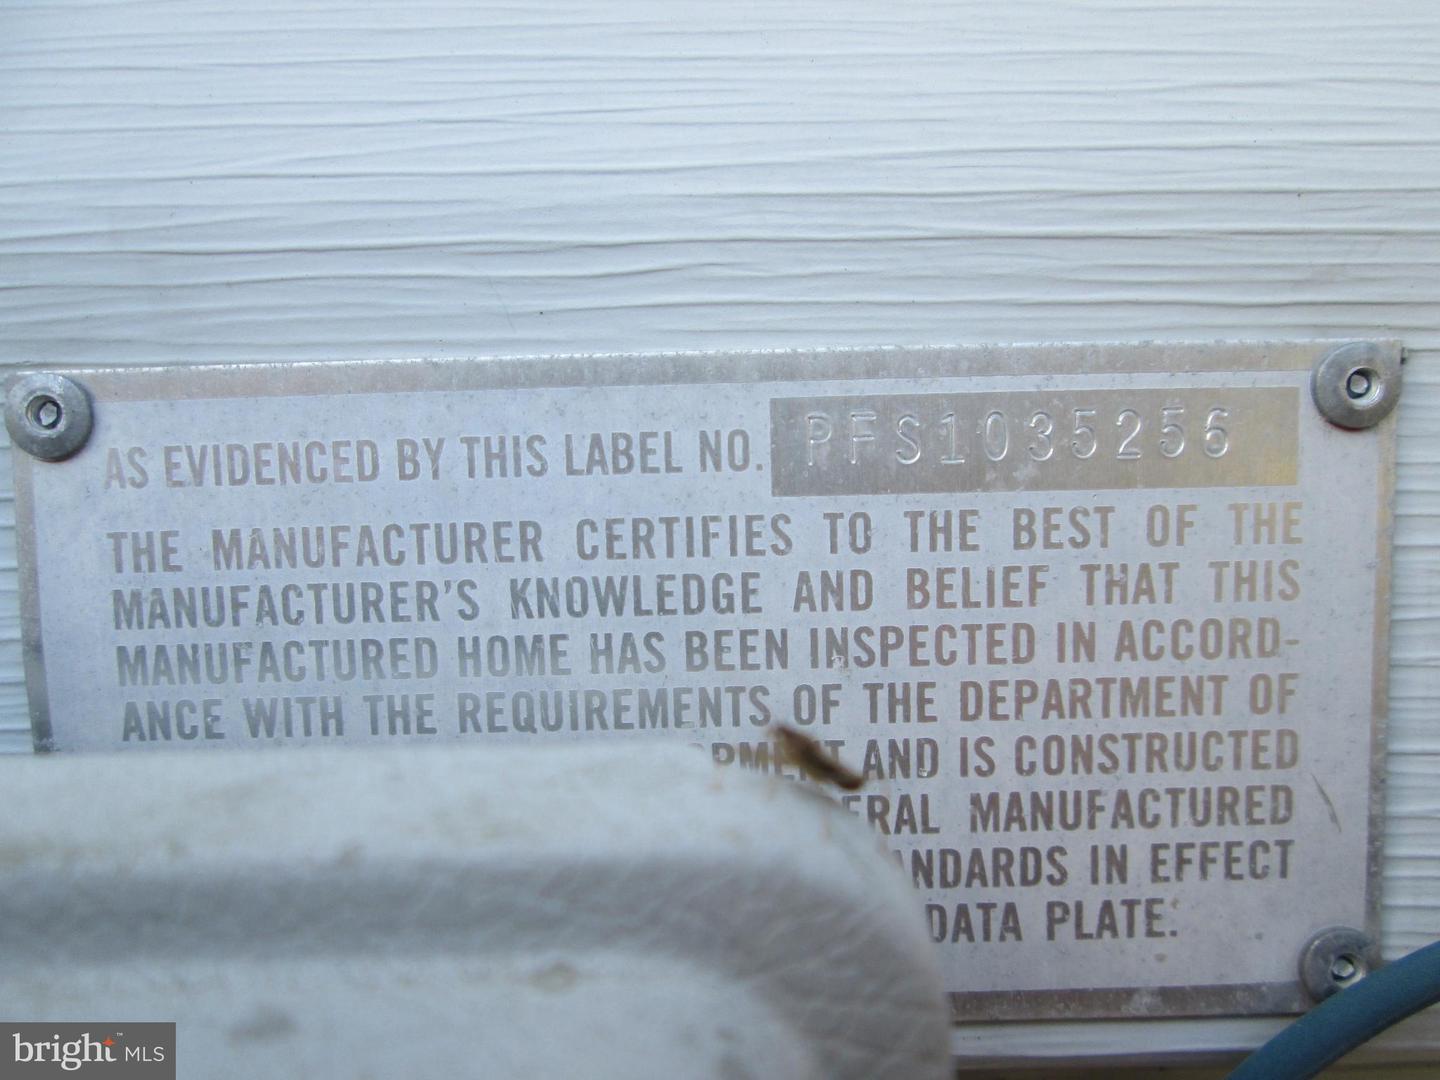 AS EVIDENCED BY THIS LABEL NO. PFS1035256
THE MANUFACTURER CERTIFIES TO THE BEST OF THE
MANUFACTURER'S KNOWLEDGE AND BELIEF THAT THIS
MANUFACTURED HOME HAS BEEN INSPECTED IN ACCORD-
ANCE WITH THE REQUIREMENTS OF THE DEPARTMENT OF
AND IS CONSTRUCTED
MANUFACTURED
IN EFFECT
DATA PLATE.
bright™ MLS